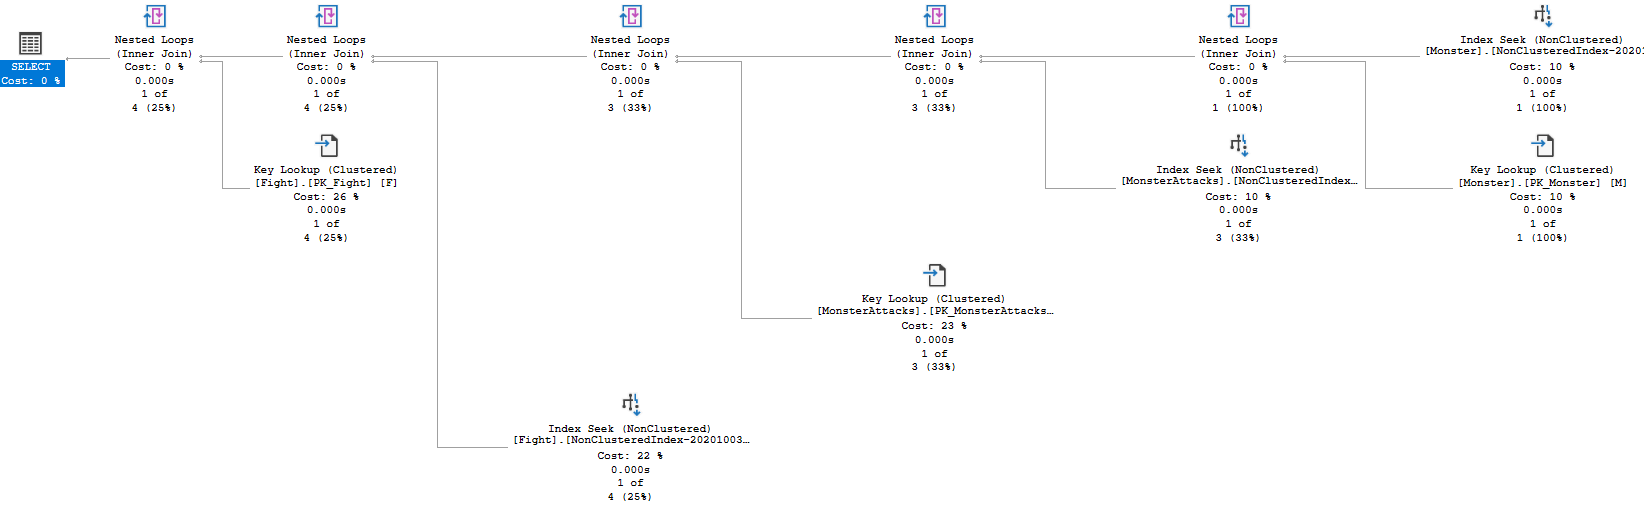 SELECT
Cost: 0 %
Nested Loops
(Inner Join)
Cost: 0 %
0.000s
1 of
4 (25%)
Nested Loops
(Inner Join)
Cost: 0 %
0.000s
1 of
4 (25%)
Nested Loops
(Inner Join)
Cost: 0 %
0.000s
1 of
3 (33%)
Nested Loops
(Inner Join)
Cost: 0 %
0.000s
1 of
3 (33%)
Nested Loops
(Inner Join)
Cost: 0 %
0.000s
1 of
1 (100%)
Index Seek (NonClustered)
[Monster].[NonClusteredIndex-2020
Cost: 10 %
0.000s
1 of
1 (100%)
Key Lookup (Clustered)
[Fight].[PK_Fight] [F]
Cost: 26 %
0.000s
1 of
4 (25%)
Index Seek (NonClustered)
[MonsterAttacks].[NonClusteredIndex…
Cost: 10 %
0.000s
1 of
3 (33%)
Key Lookup (Clustered)
[Monster].[PK_Monster] [M]
Cost: 10 %
0.000s
1 of
1 (100%)
Key Lookup (Clustered)
[MonsterAttacks].[PK_MonsterAttacks…
Cost: 23 %
0.000s
1 of
3 (33%)
Index Seek (NonClustered)
[Fight].[NonClusteredIndex-20201003…
Cost: 22 %
0.000s
1 of
4 (25%)